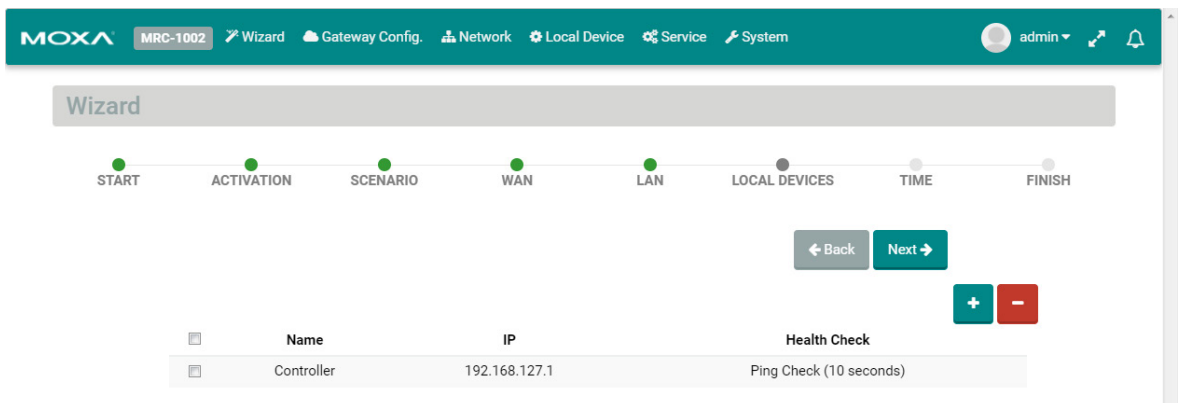 MOXA MRC-1002 Wizard Gateway Config. Network Local Device Service System admin
Wizard
START ACTIVATION SCENARIO WAN LAN LOCAL DEVICES TIME FINISH
Back Next
Name IP Health Check
Controller 192.168.127.1 Ping Check (10 seconds)